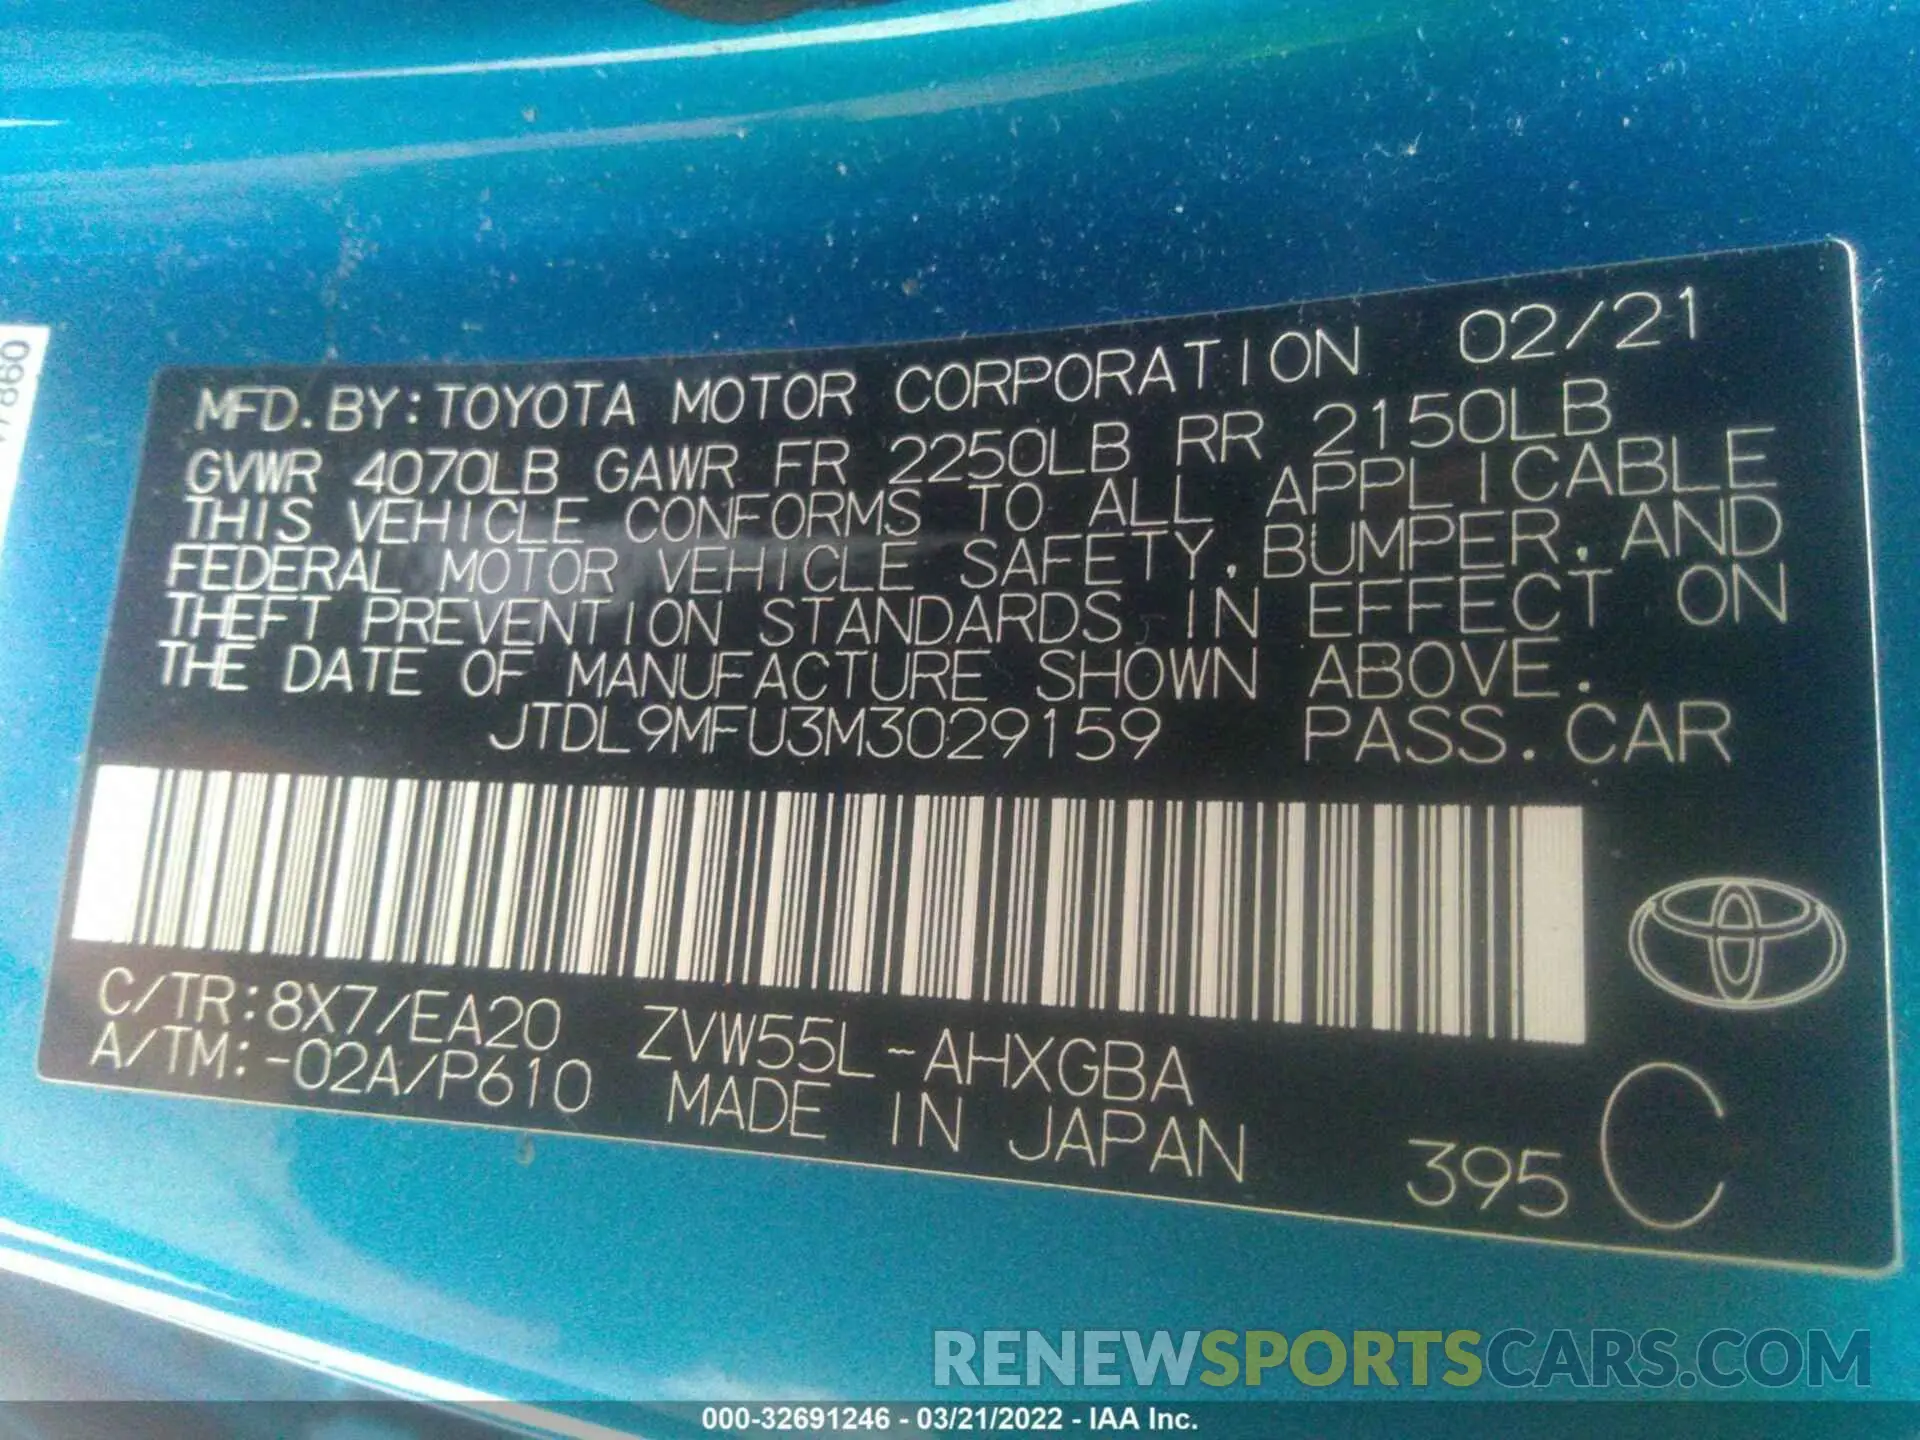 MFD.BY:TOYOTA MOTOR CORPORATION 02/21
GVWR 4070LB GAWR FR 2250LB RR 2150LB
THIS VEHICLE CONFORMS TO ALL APPLICABLE
FEDERAL MOTOR VEHICLE SAFETY, BUMPER, AND
THEFT PREVENTION STANDARDS IN EFFECT ON
THE DATE OF MANUFACTURE SHOWN ABOVE.
JTDL9MFU3M3029159 PASS.CAR
C/TR:8X7/EA20 ZVW55L-AHXGBA
A/TM:-02A/P610 MADE IN JAPAN
395 C
RENEWSPORTSCARS.COM
000-32691246 - 03/21/2022 - IAA Inc.